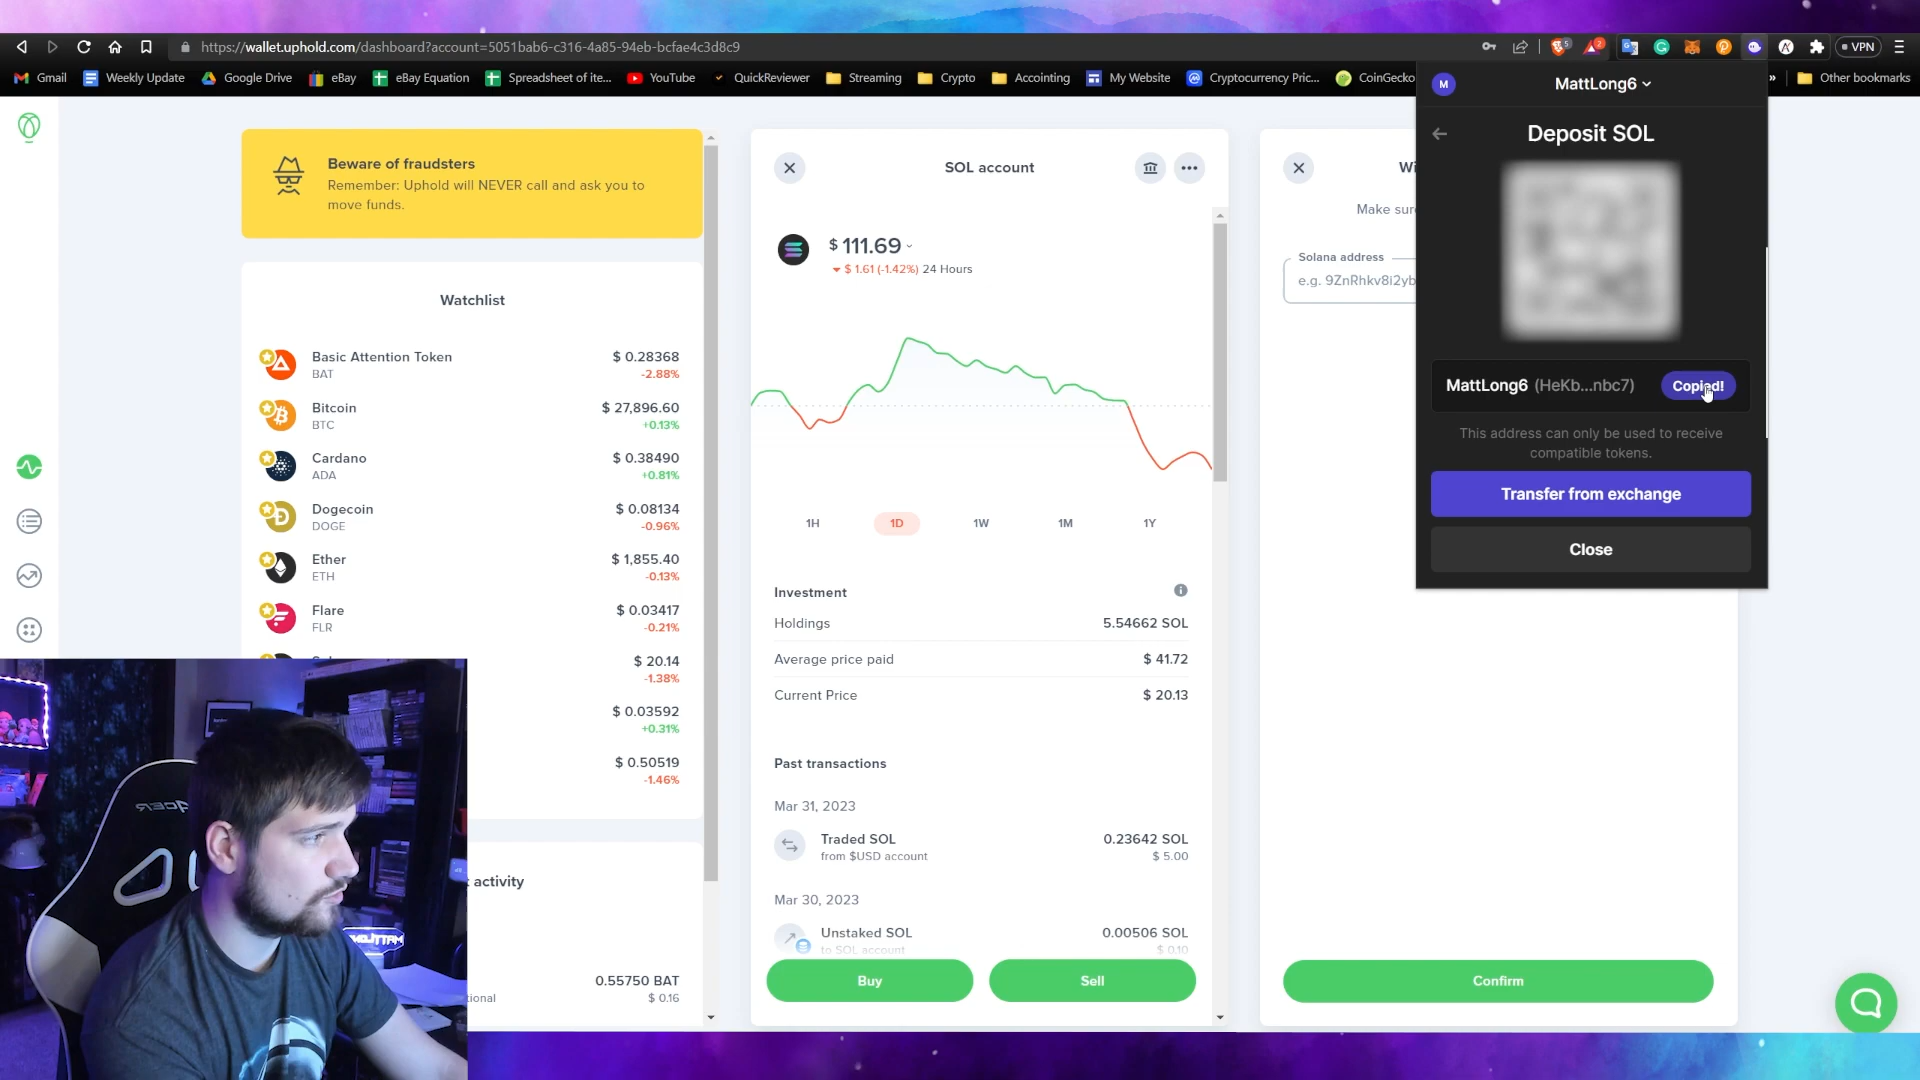 https://wallet.uphold.com/dashboard?account=5051bab6-c316-4a85-94eb-bcfae4c3d8c9
VPN
Gmail
Weekly Update
Google Drive
eBay
eBay Equation
Spreadsheet of ite...
YouTube
QuickReviewer
Streaming
Crypto
Accointing
My Website
Cryptocurrency Pric...
CoinGecko
»
Other bookmarks
Beware of fraudsters
Remember: Uphold will NEVER call and ask you to
move funds.
Watchlist
Basic Attention Token
$ 0.28368
BAT
-2.88%
Bitcoin
$ 27,896.60
BTC
+0.13%
Cardano
$ 0.38490
ADA
+0.81%
Dogecoin
$ 0.08134
DOGE
-0.96%
Ether
$ 1,855.40
ETH
-0.13%
Flare
$ 0.03417
FLR
-0.21%
$ 20.14
-1.38%
$ 0.03592
+0.31%
$ 0.50519
-1.46%
activity
0.55750 BAT
tional
$ 0.16
SOL account
$ 111.69
$ 1.61 (-1.42%) 24 Hours
1H
1D
1W
1M
1Y
Investment
Holdings
5.54662 SOL
Average price paid
$ 41.72
Current Price
$ 20.13
Past transactions
Mar 31, 2023
Traded SOL
0.23642 SOL
from $USD account
$ 5.00
Mar 30, 2023
Unstaked SOL
0.00506 SOL
to SOL account
$ 0.10
Buy
Sell
Wi
Make sur
Solana address
e.g. 9ZnRhkv8i2yb
Confirm
M
MattLong6
Deposit SOL
MattLong6 (HeKb...nbc7)
Copied!
This address can only be used to receive
compatible tokens.
Transfer from exchange
Close